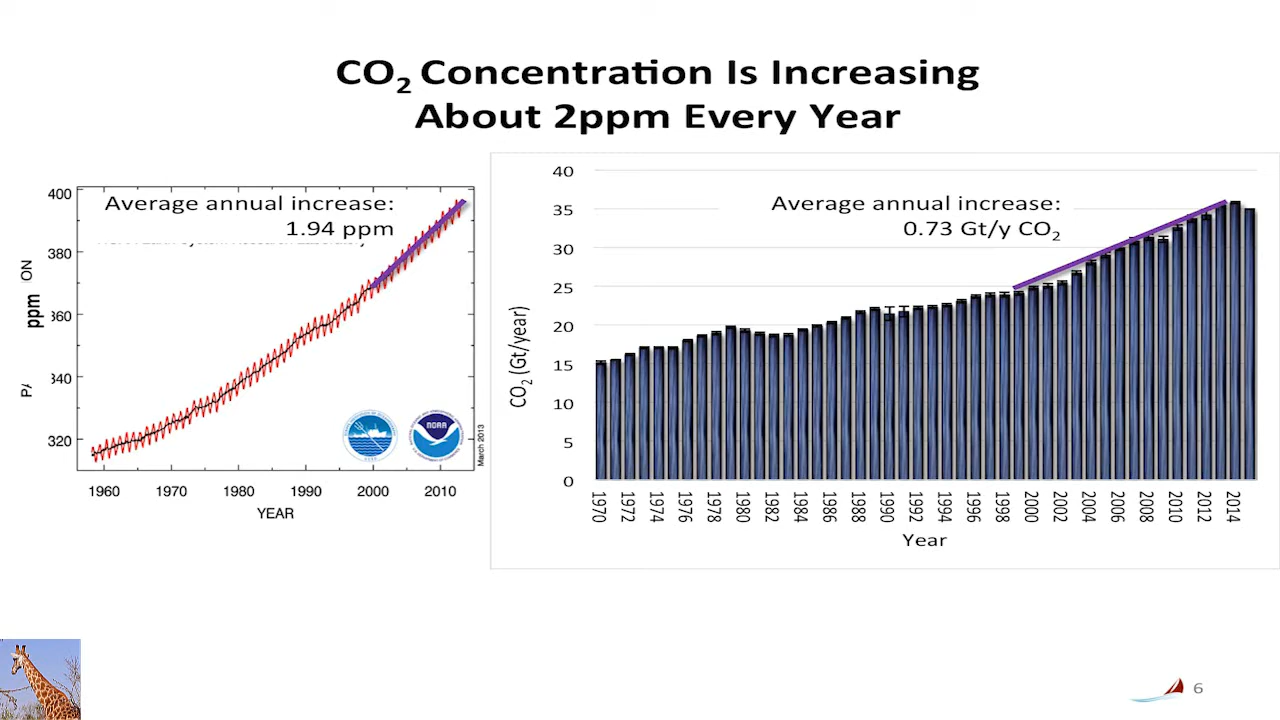 CO2 Concentration Is Increasing
About 2ppm Every Year
Average annual increase:
1.94 ppm
400
380
360
340
320
ppm
ON
PA
NOAA
March 2013
1960 1970 1980 1990 2000 2010
YEAR
Average annual increase:
0.73 Gt/y CO2
40
35
30
25
20
15
10
5
0
CO2 (Gt/year)
1970 1972 1974 1976 1978 1980 1982 1984 1986 1988 1990 1992 1994 1996 1998 2000 2002 2004 2006 2008 2010 2012 2014
Year
6